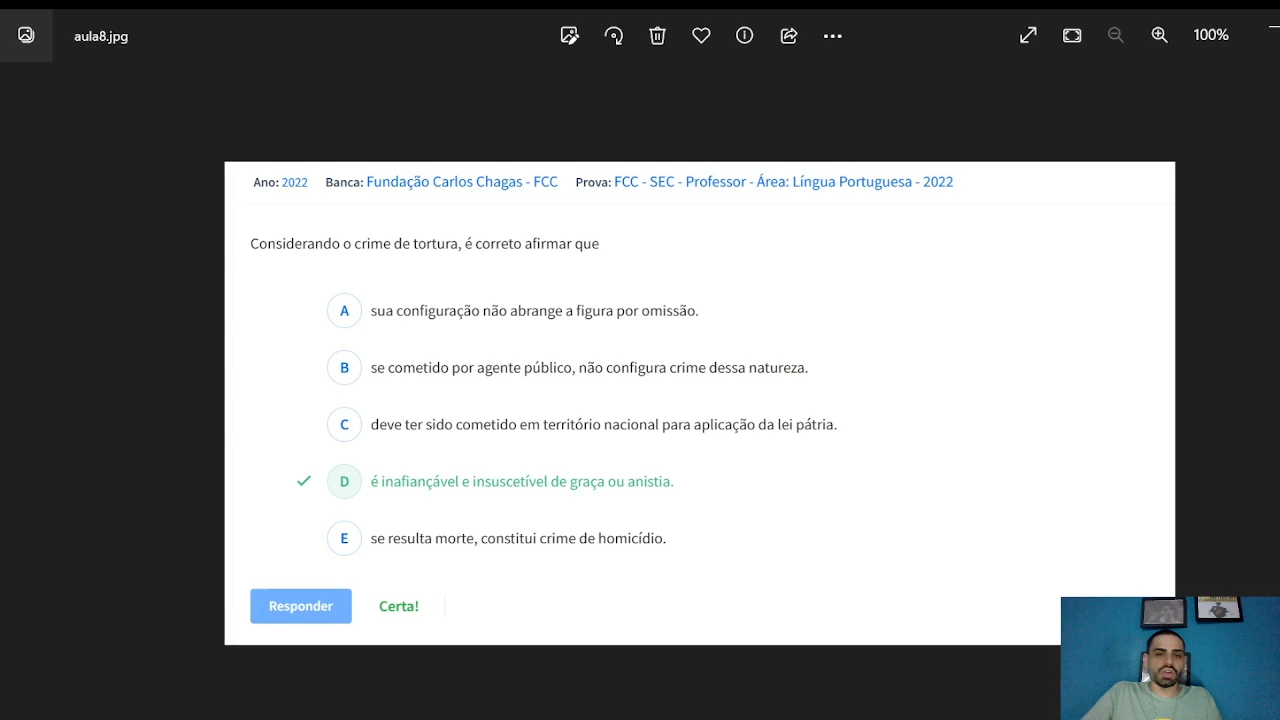 aula8.jpg
100%
Ano: 2022 Banca: Fundação Carlos Chagas - FCC Prova: FCC - SEC - Professor - Área: Língua Portuguesa - 2022
Considerando o crime de tortura, é correto afirmar que
A sua configuração não abrange a figura por omissão.
B se cometido por agente público, não configura crime dessa natureza.
C deve ter sido cometido em território nacional para aplicação da lei pátria.
D é inafiançável e insuscetível de graça ou anistia.
E se resulta morte, constitui crime de homicídio.
Responder Certa!